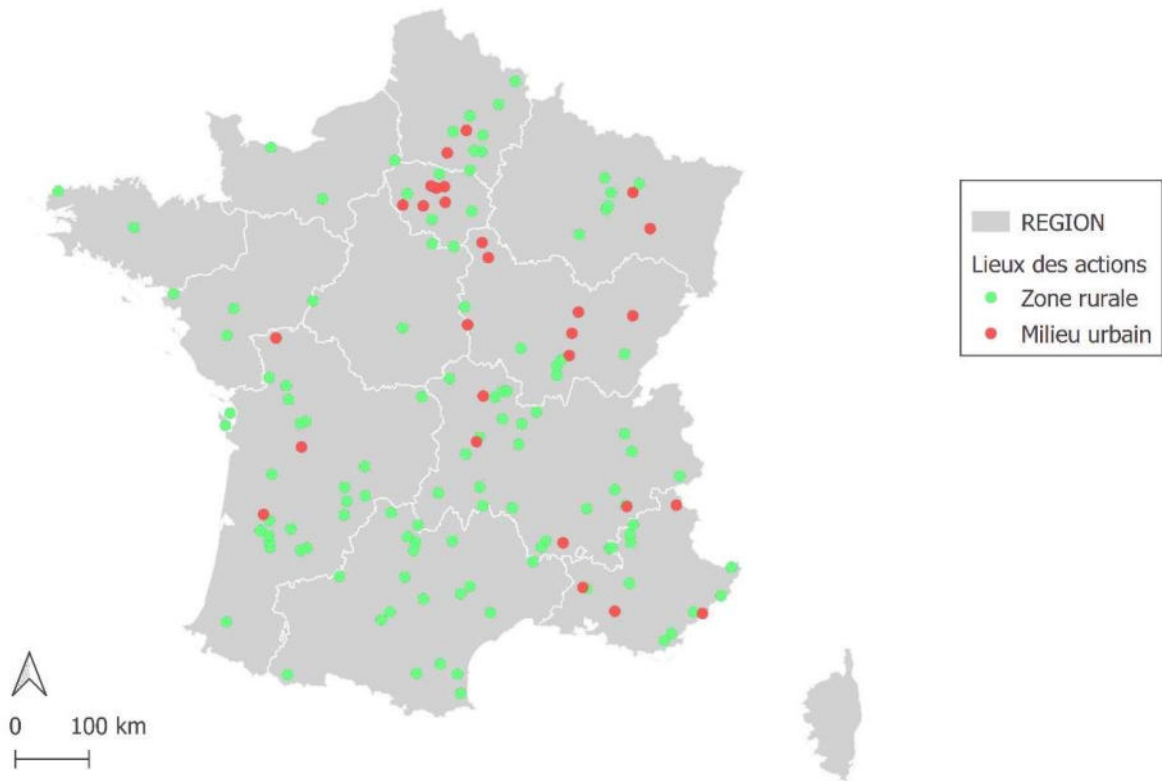 REGION
Lieux des actions
Zone rurale
Milieu urbain
0 100 km